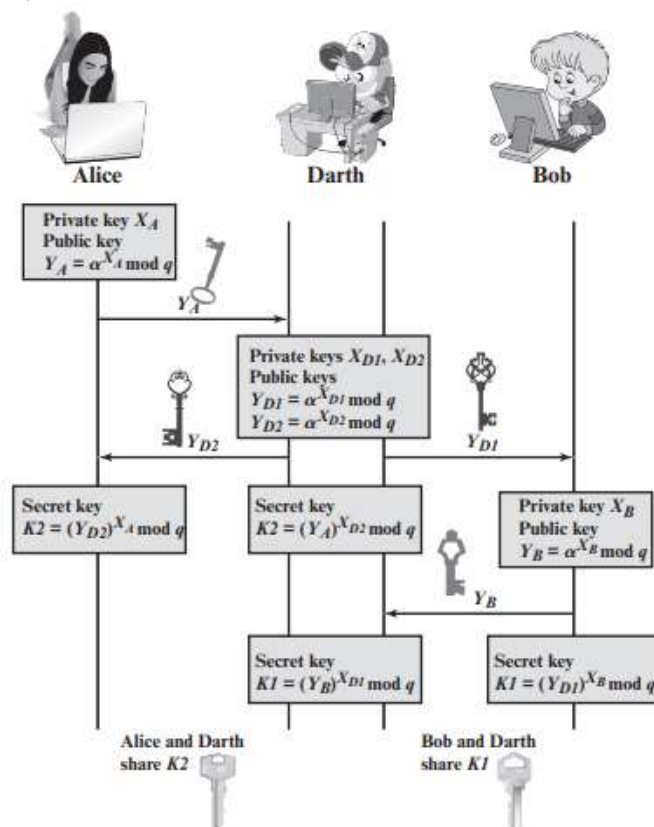 Alice
Darth
Bob
Private key X_A
Public key
Y_A = α^{X_A} mod q
Y_A
Private keys X_{D1}, X_{D2}
Public keys
Y_{D1} = α^{X_{D1}} mod q
Y_{D2} = α^{X_{D2}} mod q
Y_{D2}
Y_{D1}
Secret key
K2 = (Y_{D2})^{X_A} mod q
Secret key
K2 = (Y_A)^{X_{D2}} mod q
Private key X_B
Public key
Y_B = α^{X_B} mod q
Y_B
Secret key
K1 = (Y_B)^{X_{D1}} mod q
Secret key
K1 = (Y_{D1})^{X_B} mod q
Alice and Darth
share K2
Bob and Darth
share K1